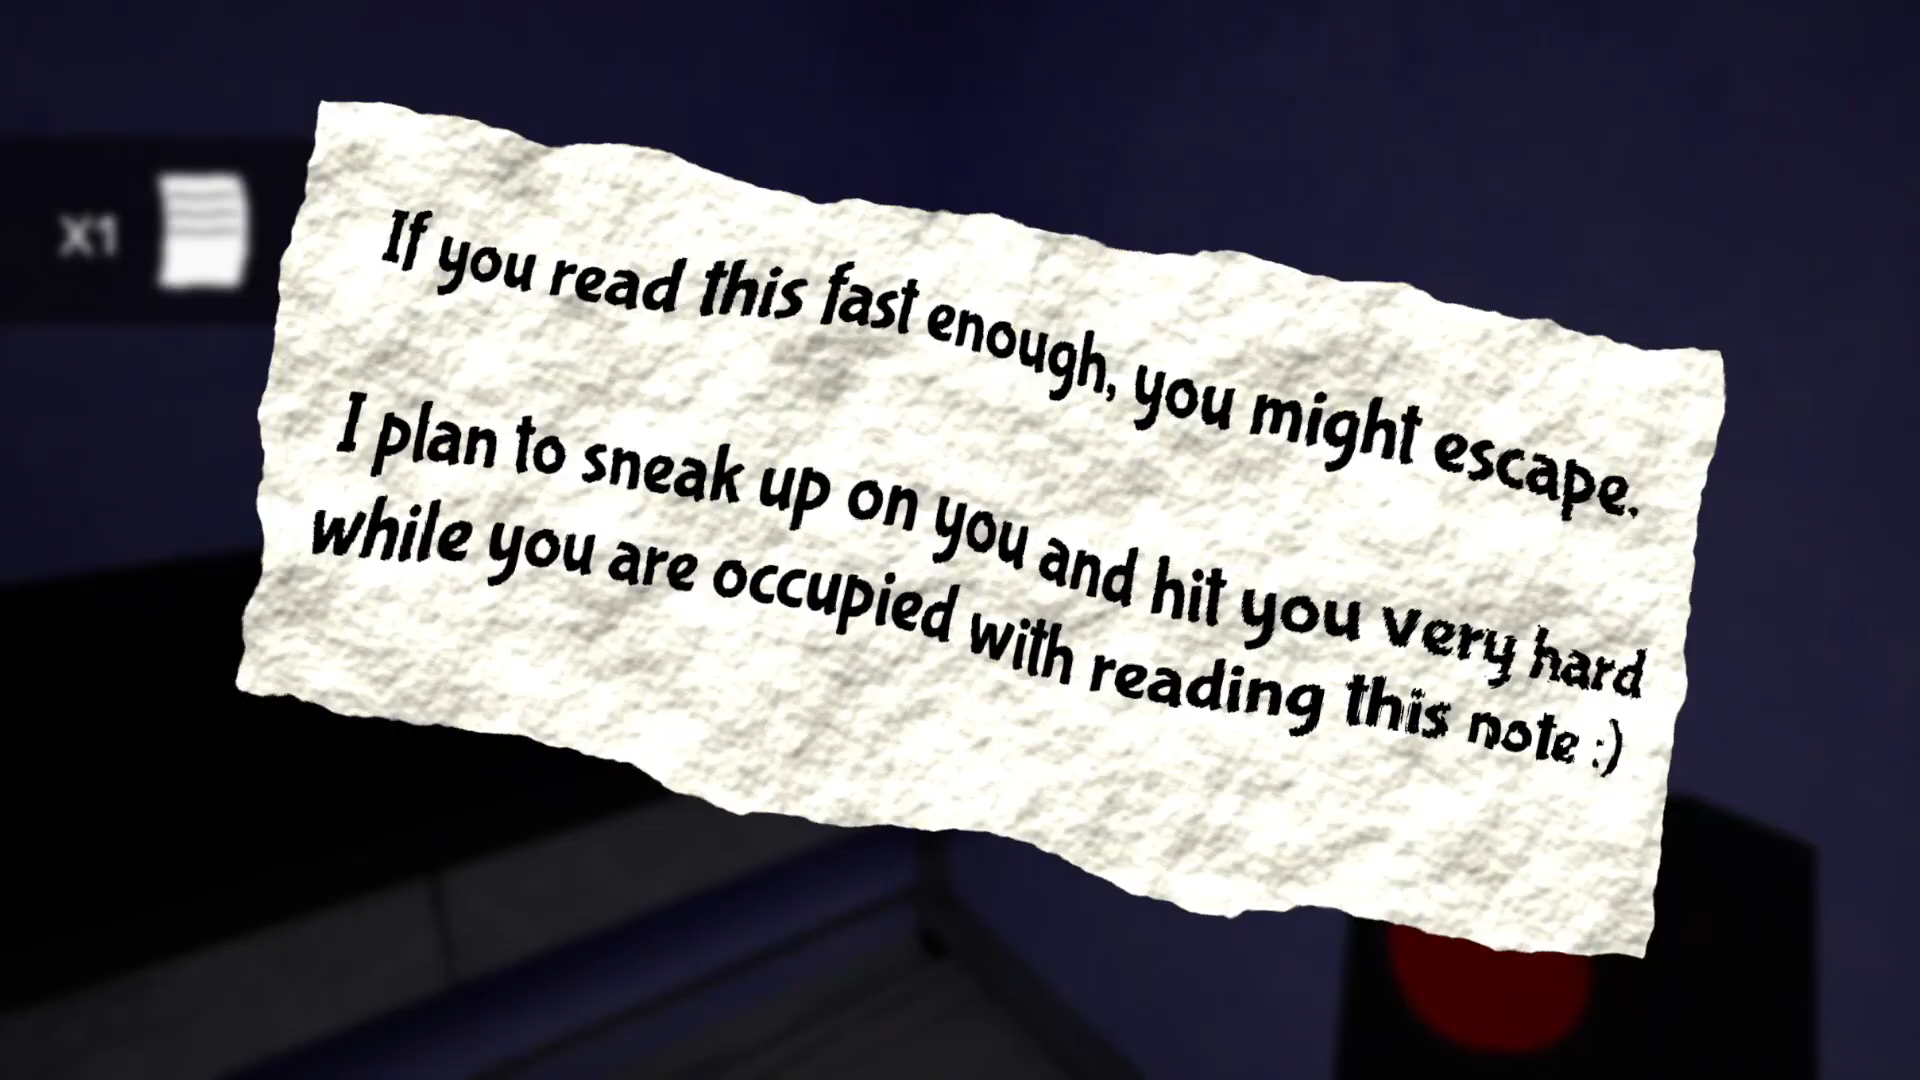 X1
If you read this fast enough, you might escape.
I plan to sneak up on you and hit you very hard
while you are occupied with reading this note :)